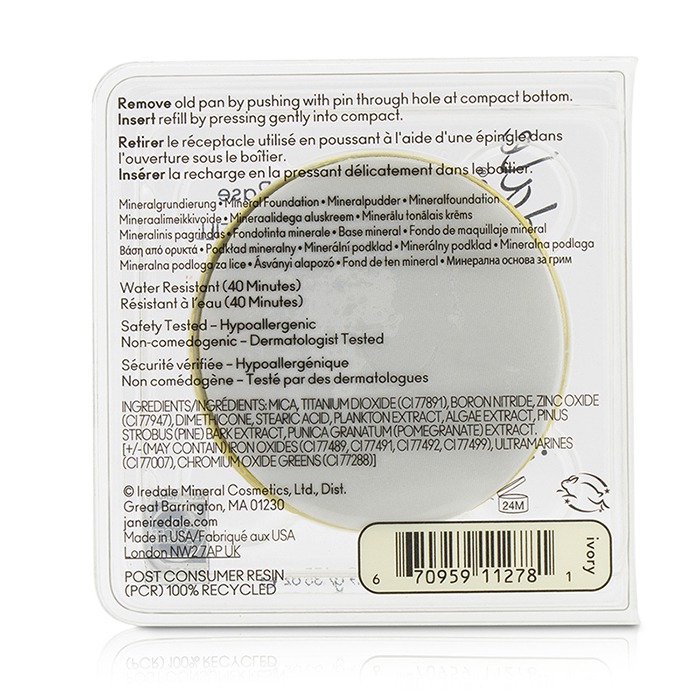 Remove old pan by pushing with pin through hole at compact bottom.
Insert refill by pressing gently into compact.
Retirer le réceptacle utilisé en poussant à l'aide d'une épingle dans
l'ouverture sous le boîtier.
Insérer la recharge en la pressant délicatement dans le boîtier.
Mineralgrundierung • Mineral Foundation • Mineralpudder • Mineralfoundation
Mineraalimeikkivoide • Mineraalidega aluskreem • Minerālu tonālais krēms
Mineralinis pagrindas • Fondotinta minerale • Base mineral • Fondo de maquillaje mineral
Βάση από ορυκτά • Podkład mineralny • Minerální podklad • Minerálny podklad • Mineralna podlaga
Mineralna podloga za lice • Ásványi alapozó • Fond de ten mineral • Минерална основа за грим
Water Resistant (40 Minutes)
Résistant à l'eau (40 Minutes)
Safety Tested – Hypoallergenic
Non-comedogenic – Dermatologist Tested
Sécurité vérifiée – Hypoallergénique
Non comédogène – Testé par des dermatologues
INGREDIENTS/INGRÉDIENTS: MICA, TITANIUM DIOXIDE (CI 77891), BORON NITRIDE, ZINC OXIDE
(CI 77947), DIMETHICONE, STEARIC ACID, PLANKTON EXTRACT, ALGAE EXTRACT, PINUS
STROBUS (PINE) BARK EXTRACT, PUNICA GRANATUM (POMEGRANATE) EXTRACT.
[+/- (MAY CONTAIN) IRON OXIDES (CI 77489, CI 77491, CI 77492, CI 77499), ULTRAMARINES
(CI 77007), CHROMIUM OXIDE GREENS (CI 77288)]
© Iredale Mineral Cosmetics, Ltd., Dist.
Great Barrington, MA 01230
janeiredale.com
Made in USA/Fabriqué aux USA
London NW2 7AP UK
POST CONSUMER RESIN
(PCR) 100% RECYCLED
24M
ivory
6 70959 11278 1